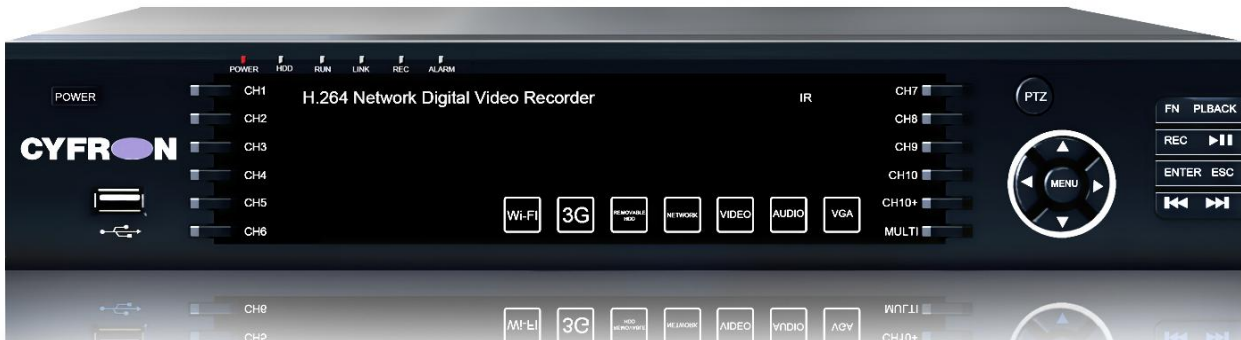 POWER HDD RUN LINK REC ALARM
POWER
CYFRON
CH1
CH2
CH3
CH4
CH5
CH6
H.264 Network Digital Video Recorder
IR
Wi-FI 3G REMOVABLE HDD NETWORK VIDEO AUDIO VGA
CH7
CH8
CH9
CH10
CH10+
MULTI
PTZ
MENU
FN PLBACK
REC
ENTER ESC